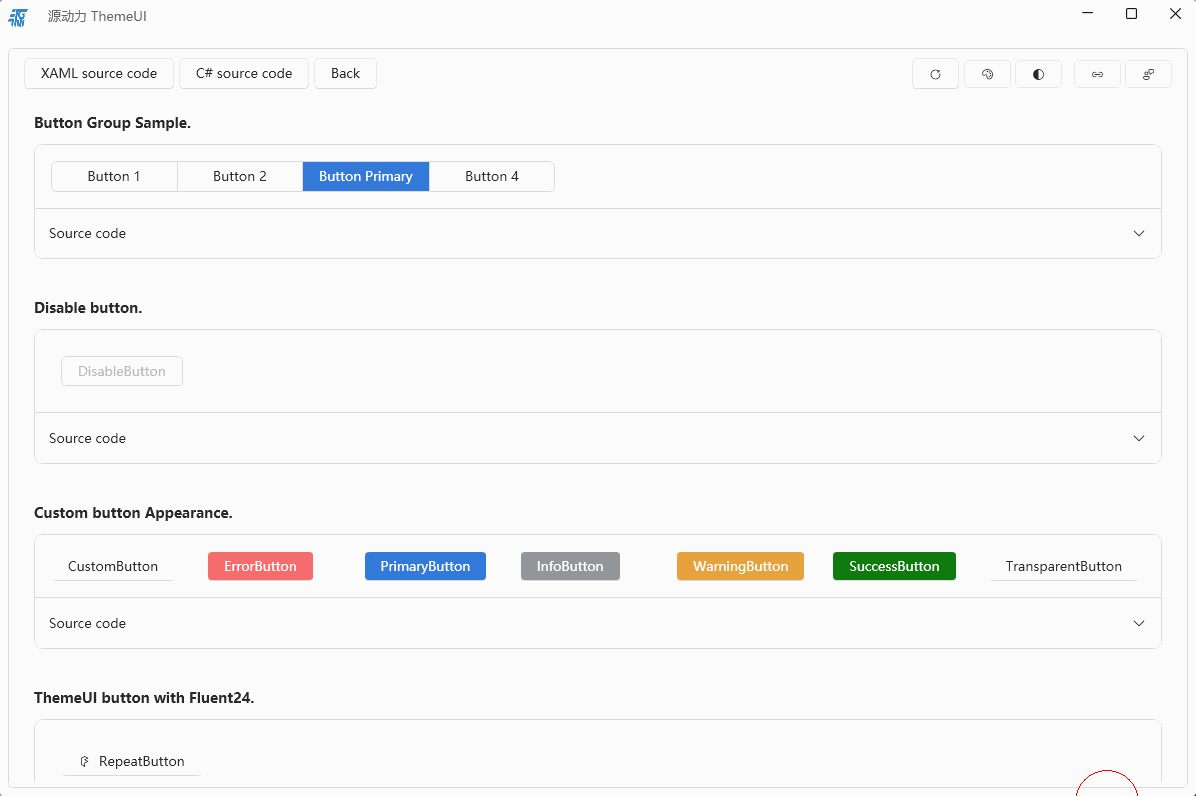 源动力 ThemeUI
XAML source code C# source code Back
Button Group Sample.
Button 1 Button 2 Button Primary Button 4
Source code
Disable button.
DisableButton
Source code
Custom button Appearance.
CustomButton ErrorButton PrimaryButton InfoButton WarningButton SuccessButton TransparentButton
Source code
ThemeUI button with Fluent24.
RepeatButton